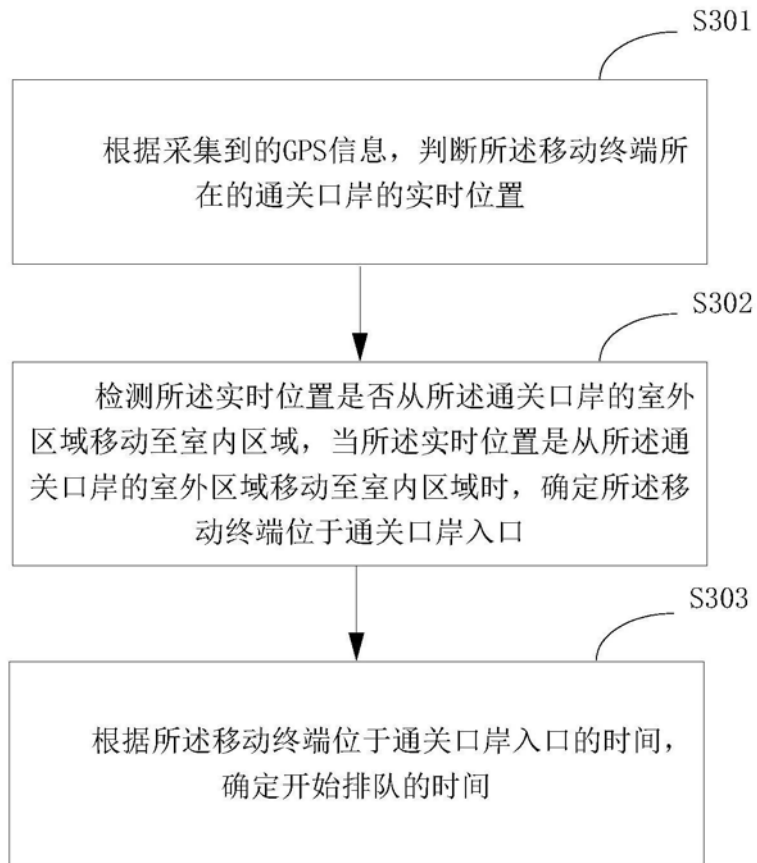 S301
根据采集到的GPS信息，判断所述移动终端所
在的通关口岸的实时位置
S302
检测所述实时位置是否从所述通关口岸的室外
区域移动至室内区域，当所述实时位置是从所述通
关口岸的室外区域移动至室内区域时，确定所述移
动终端位于通关口岸入口
S303
根据所述移动终端位于通关口岸入口的时间，
确定开始排队的时间